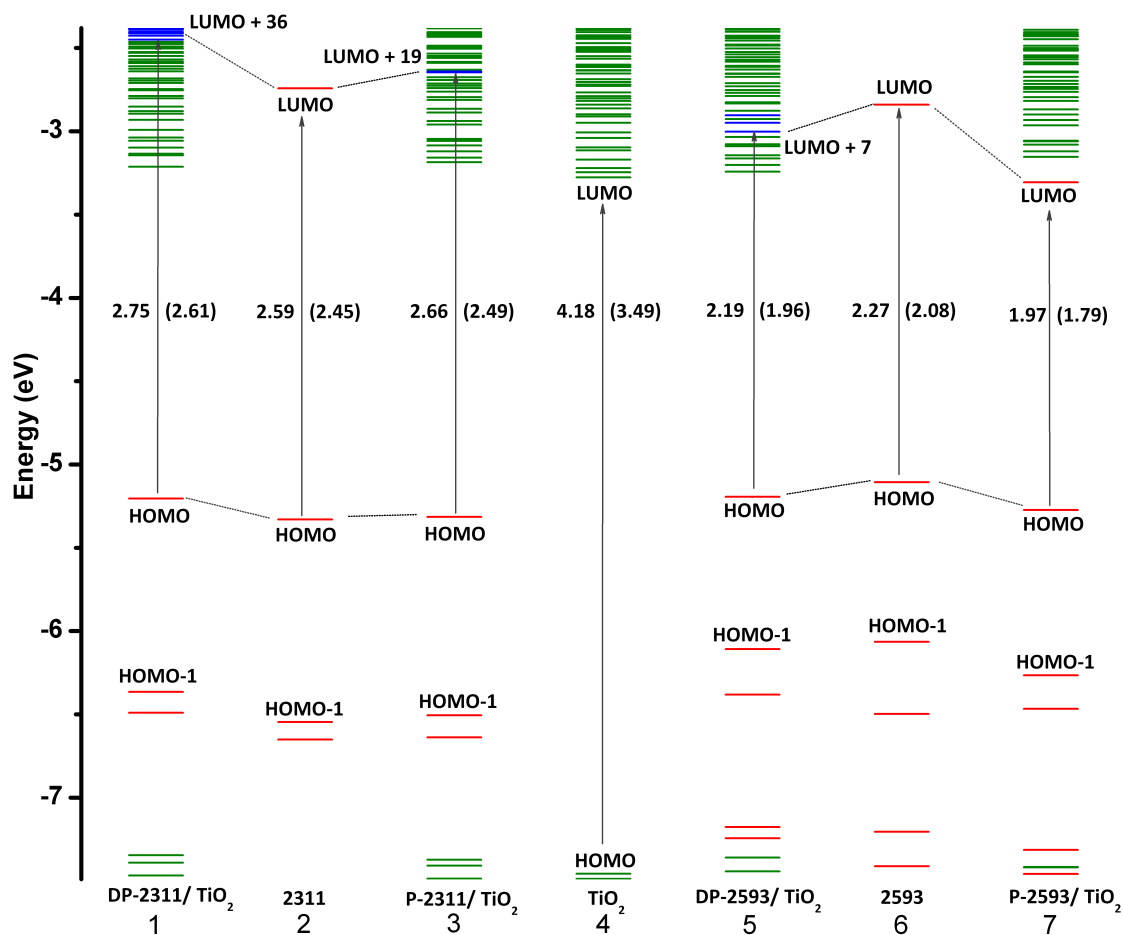 LUMO + 36
LUMO + 19
LUMO
LUMO
LUMO + 7
LUMO
LUMO
-3
-4
-5
-6
-7
Energy (eV)
2.75 (2.61)
2.59 (2.45)
2.66 (2.49)
4.18 (3.49)
2.19 (1.96)
2.27 (2.08)
1.97 (1.79)
HOMO
HOMO
HOMO
HOMO
HOMO
HOMO
HOMO-1
HOMO-1
HOMO-1
HOMO-1
HOMO-1
HOMO-1
HOMO
DP-2311/ TiO₂
2311
P-2311/ TiO₂
TiO₂
DP-2593/ TiO₂
2593
P-2593/ TiO₂
1
2
3
4
5
6
7